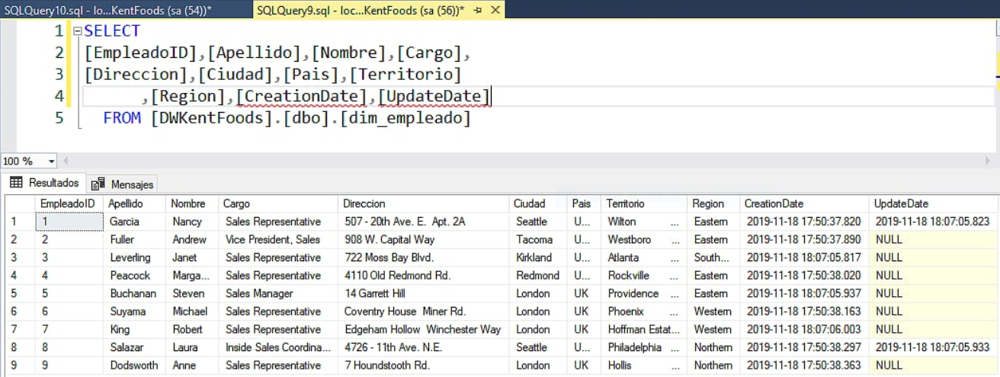 SQLQuery10.sql - lo...KentFoods (sa (54))* SQLQuery9.sql - loc...KentFoods (sa (56))*
1 SELECT
2 [EmpleadoID],[Apellido],[Nombre],[Cargo],
3 [Direccion],[Ciudad],[Pais],[Territorio]
4 ,[Region],[CreationDate],[UpdateDate]
5 FROM [DWKentFoods].[dbo].[dim_empleado]
100 %
Resultados Mensajes
EmpleadoID Apellido Nombre Cargo Direccion Ciudad Pais Territorio Region CreationDate UpdateDate
1 1 Garcia Nancy Sales Representative 507 - 20th Ave. E. Apt. 2A Seattle U... Wilton ... Eastern 2019-11-18 17:50:37.820 2019-11-18 18:07:05.823
2 2 Fuller Andrew Vice President, Sales 908 W. Capital Way Tacoma U... Westboro ... Eastern 2019-11-18 17:50:37.890 NULL
3 3 Leverling Janet Sales Representative 722 Moss Bay Blvd. Kirkland U... Atlanta ... South... 2019-11-18 18:07:05.817 NULL
4 4 Peacock Marga... Sales Representative 4110 Old Redmond Rd. Redmond U... Rockville ... Eastern 2019-11-18 17:50:38.020 NULL
5 5 Buchanan Steven Sales Manager 14 Garrett Hill London UK Providence ... Eastern 2019-11-18 18:07:05.937 NULL
6 6 Suyama Michael Sales Representative Coventry House Miner Rd. London UK Phoenix ... Western 2019-11-18 17:50:38.163 NULL
7 7 King Robert Sales Representative Edgeham Hollow Winchester Way London UK Hoffman Estat... Western 2019-11-18 18:07:06.003 NULL
8 8 Salazar Laura Inside Sales Coordina... 4726 - 11th Ave. N.E. Seattle U... Philadelphia ... Northern 2019-11-18 17:50:38.297 2019-11-18 18:07:05.933
9 9 Dodsworth Anne Sales Representative 7 Houndstooth Rd. London UK Hollis ... Northern 2019-11-18 17:50:38.363 NULL